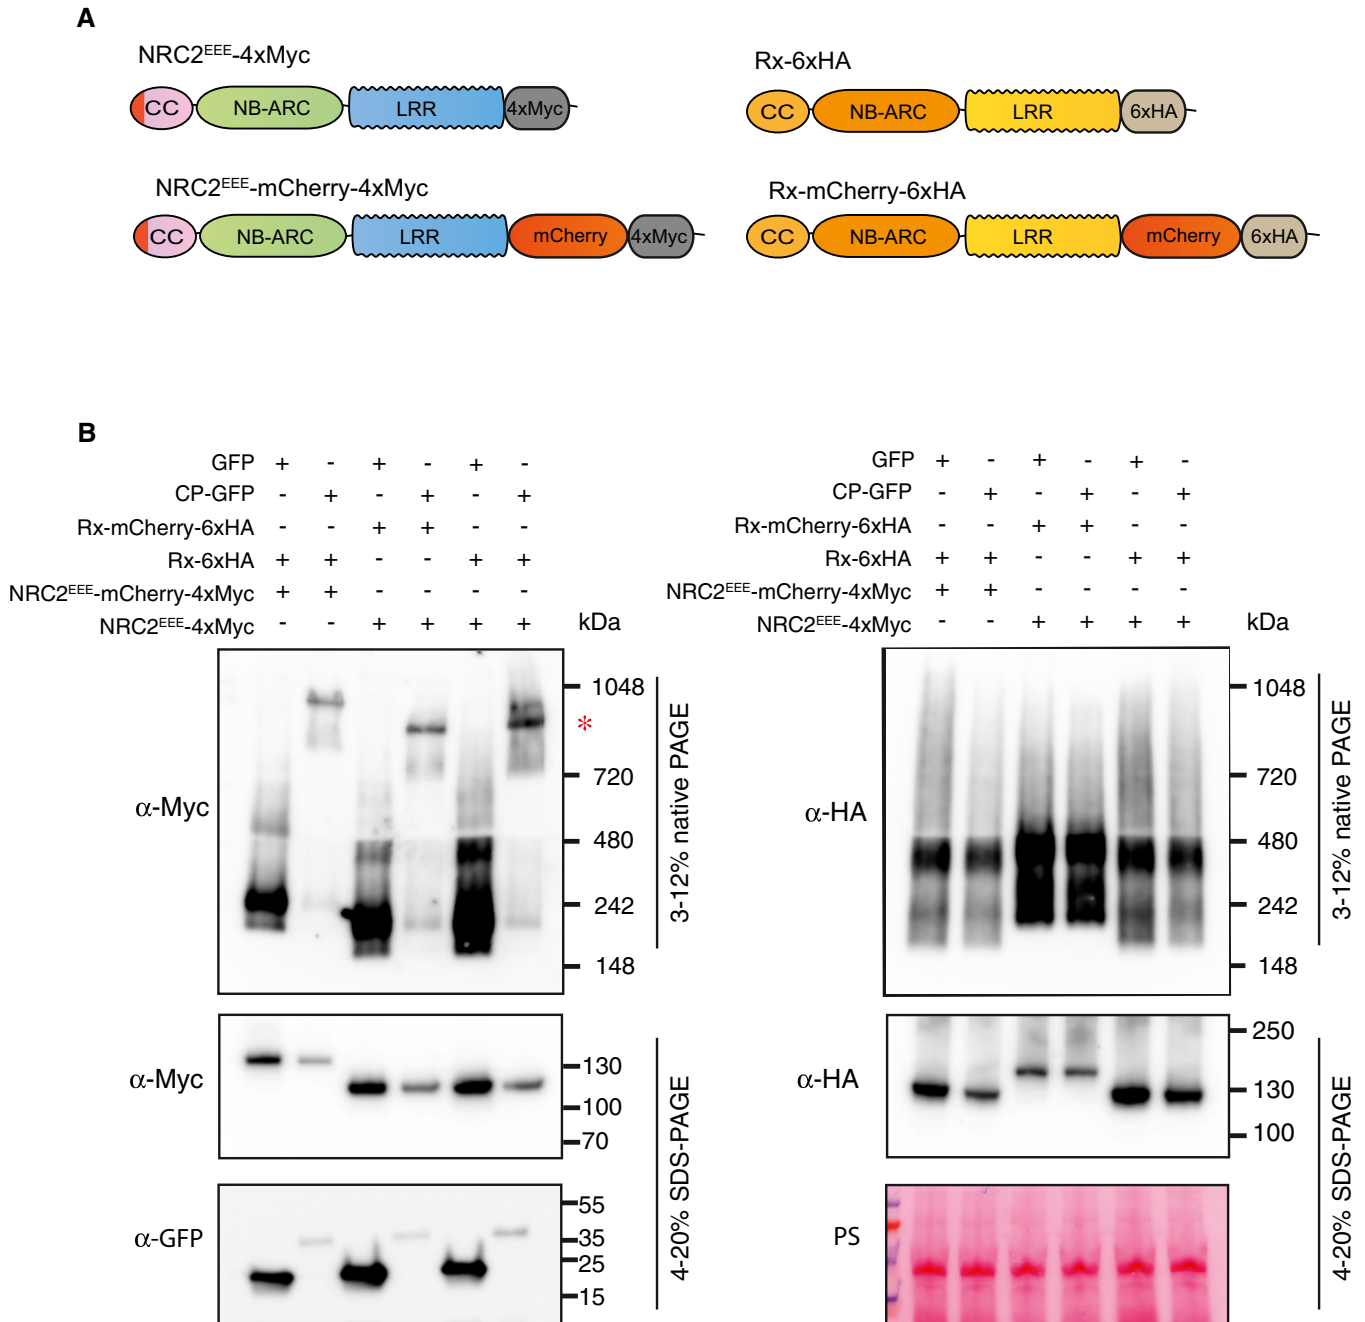 A
NRC2EEE-4xMyc
CC NB-ARC LRR 4xMyc
Rx-6xHA
CC NB-ARC LRR 6xHA
NRC2EEE-mCherry-4xMyc
CC NB-ARC LRR mCherry 4xMyc
Rx-mCherry-6xHA
CC NB-ARC LRR mCherry 6xHA
B
GFP + - + - + -
CP-GFP - + - + - +
Rx-mCherry-6xHA - - + + - -
Rx-6xHA + + - - + +
NRC2EEE-mCherry-4xMyc + + - - - -
NRC2EEE-4xMyc - - + + + + kDa
α-Myc
1048
*
720
480
242
148
3-12% native PAGE
α-Myc
130
100
70
α-GFP
55
35
25
15
4-20% SDS-PAGE
GFP + - + - + -
CP-GFP - + - + - +
Rx-mCherry-6xHA - - + + - -
Rx-6xHA + + - - + +
NRC2EEE-mCherry-4xMyc + + - - - -
NRC2EEE-4xMyc - - + + + + kDa
α-HA
1048
720
480
242
148
3-12% native PAGE
α-HA
250
130
100
PS
4-20% SDS-PAGE